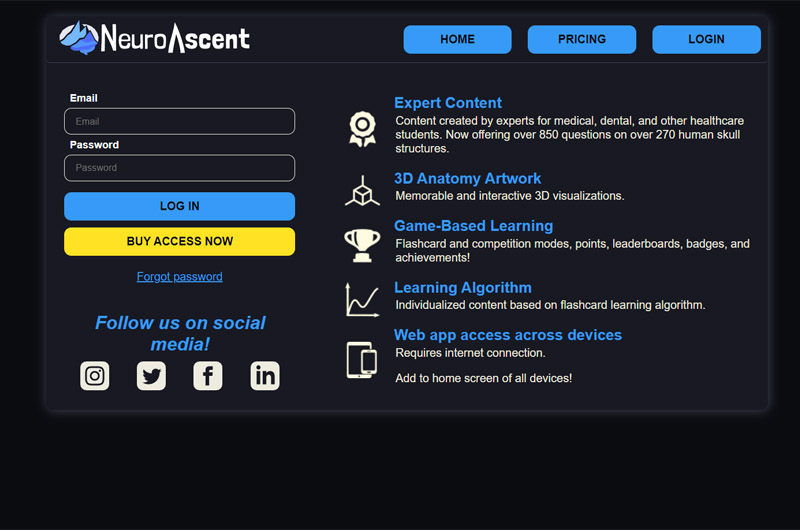 NeuroAscent
HOME
PRICING
LOGIN
Email
Email
Password
Password
LOG IN
BUY ACCESS NOW
Forgot password
Follow us on social
media!
Expert Content
Content created by experts for medical, dental, and other healthcare
students. Now offering over 850 questions on over 270 human skull
structures.
3D Anatomy Artwork
Memorable and interactive 3D visualizations.
Game-Based Learning
Flashcard and competition modes, points, leaderboards, badges, and
achievements!
Learning Algorithm
Individualized content based on flashcard learning algorithm.
Web app access across devices
Requires internet connection.
Add to home screen of all devices!